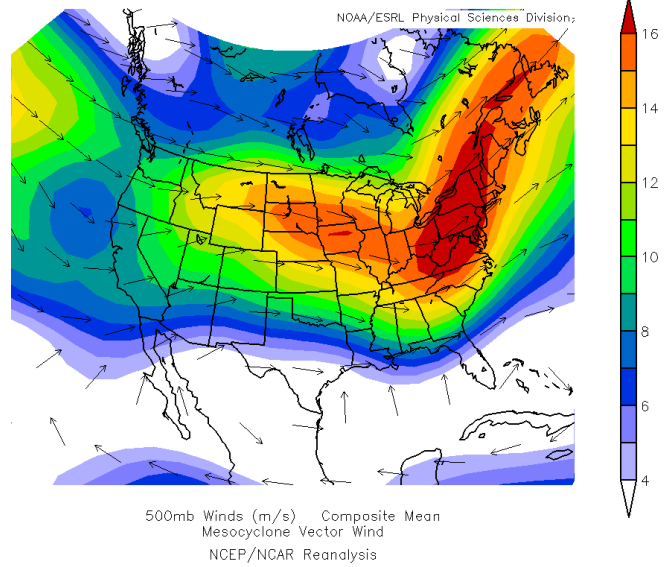 NOAA/ESRL Physical Sciences Division,
16
14
12
10
8
6
4
500mb Winds (m/s) Composite Mean
Mesocyclone Vector Wind
NCEP/NCAR Reanalysis